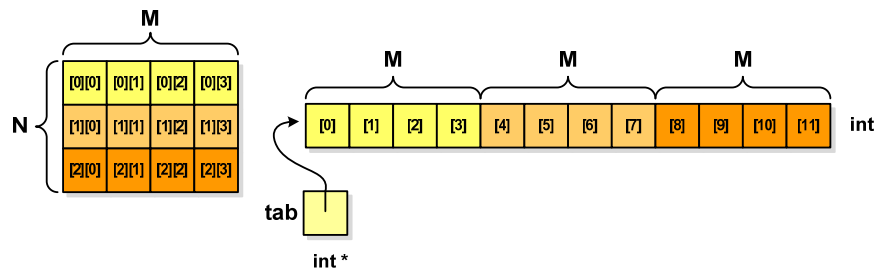 M
N
[0][0] [0][1] [0][2] [0][3]
[1][0] [1][1] [1][2] [1][3]
[2][0] [2][1] [2][2] [2][3]
M M M
[0] [1] [2] [3] [4] [5] [6] [7] [8] [9] [10] [11] int
tab
int *